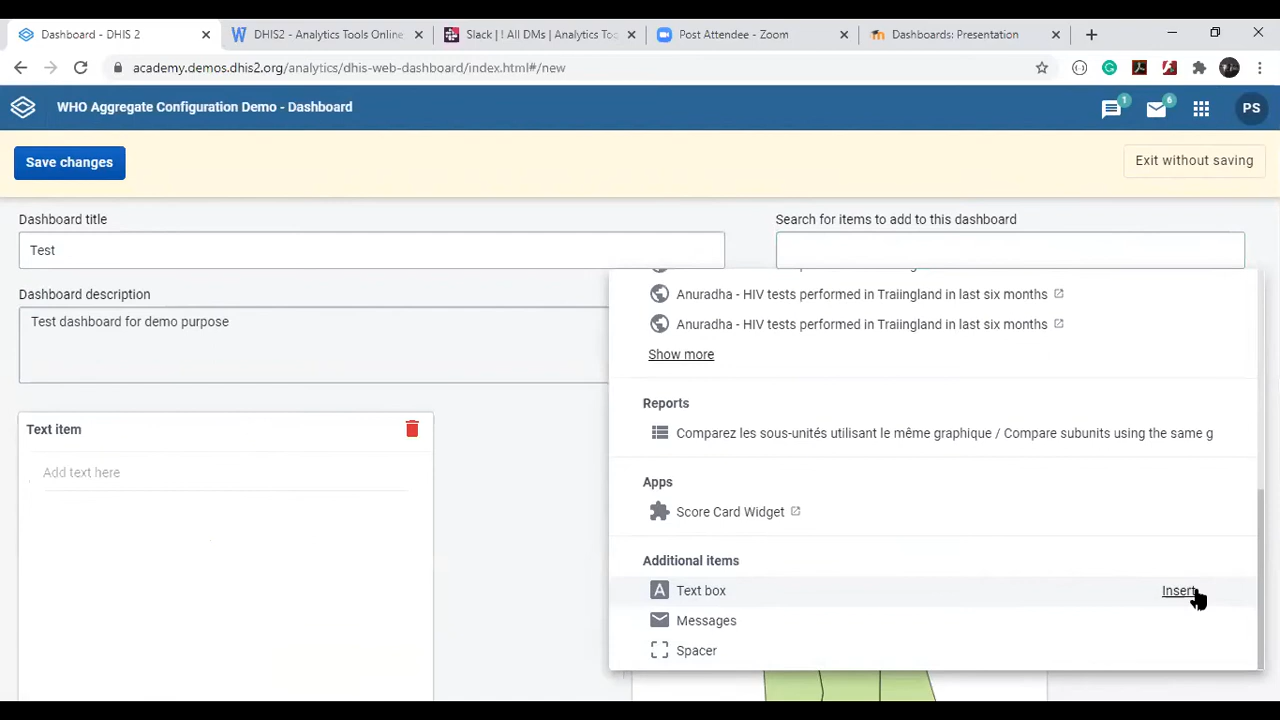 Dashboard - DHIS 2
DHIS2 - Analytics Tools Online
Slack | ! All DMs | Analytics Too
Post Attendee - Zoom
Dashboards: Presentation
academy.demos.dhis2.org/analytics/dhis-web-dashboard/index.html#/new
WHO Aggregate Configuration Demo - Dashboard
1
6
PS
Save changes
Exit without saving
Dashboard title
Search for items to add to this dashboard
Test
Dashboard description
Test dashboard for demo purpose
Anuradha - HIV tests performed in Traiingland in last six months
Anuradha - HIV tests performed in Traiingland in last six months
Show more
Reports
Comparez les sous-unités utilisant le même graphique / Compare subunits using the same g
Apps
Score Card Widget
Additional items
Text box
Insert
Messages
Spacer
Text item
Add text here